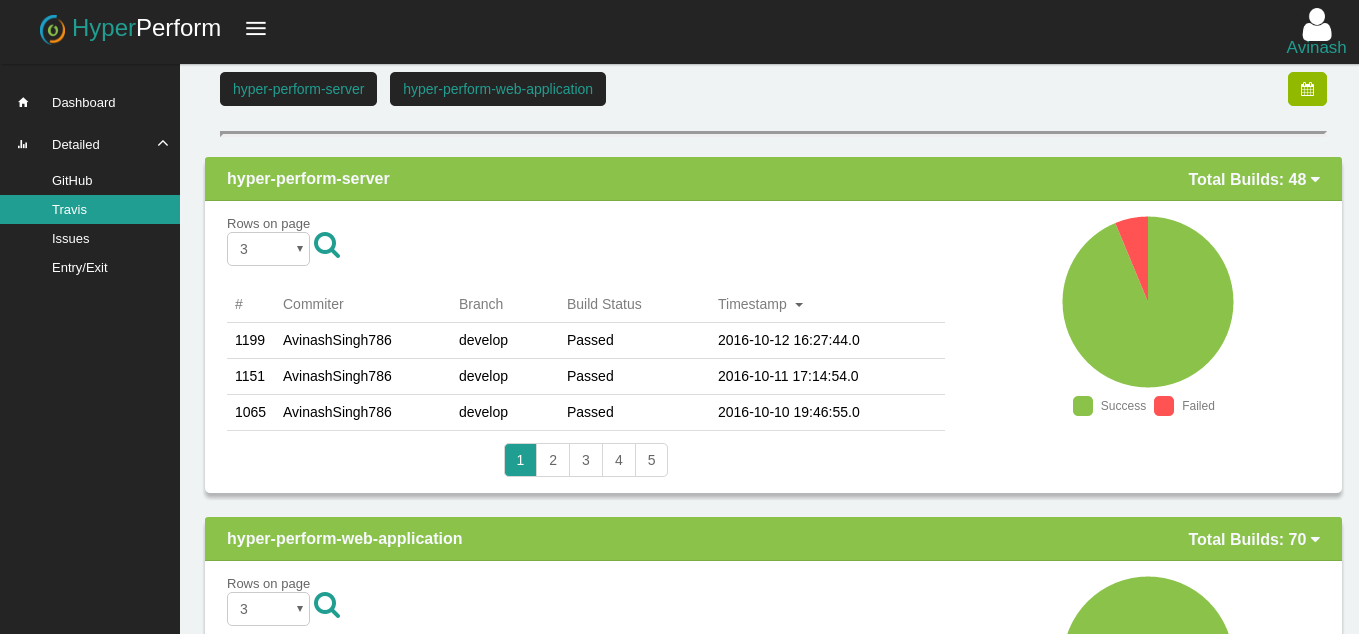 HyperPerform
Avinash
Dashboard
Detailed
GitHub
Travis
Issues
Entry/Exit
hyper-perform-server hyper-perform-web-application
hyper-perform-server Total Builds: 48
Rows on page
3
# Commiter Branch Build Status Timestamp
1199 AvinashSingh786 develop Passed 2016-10-12 16:27:44.0
1151 AvinashSingh786 develop Passed 2016-10-11 17:14:54.0
1065 AvinashSingh786 develop Passed 2016-10-10 19:46:55.0
1 2 3 4 5
Success Failed
hyper-perform-web-application Total Builds: 70
Rows on page
3